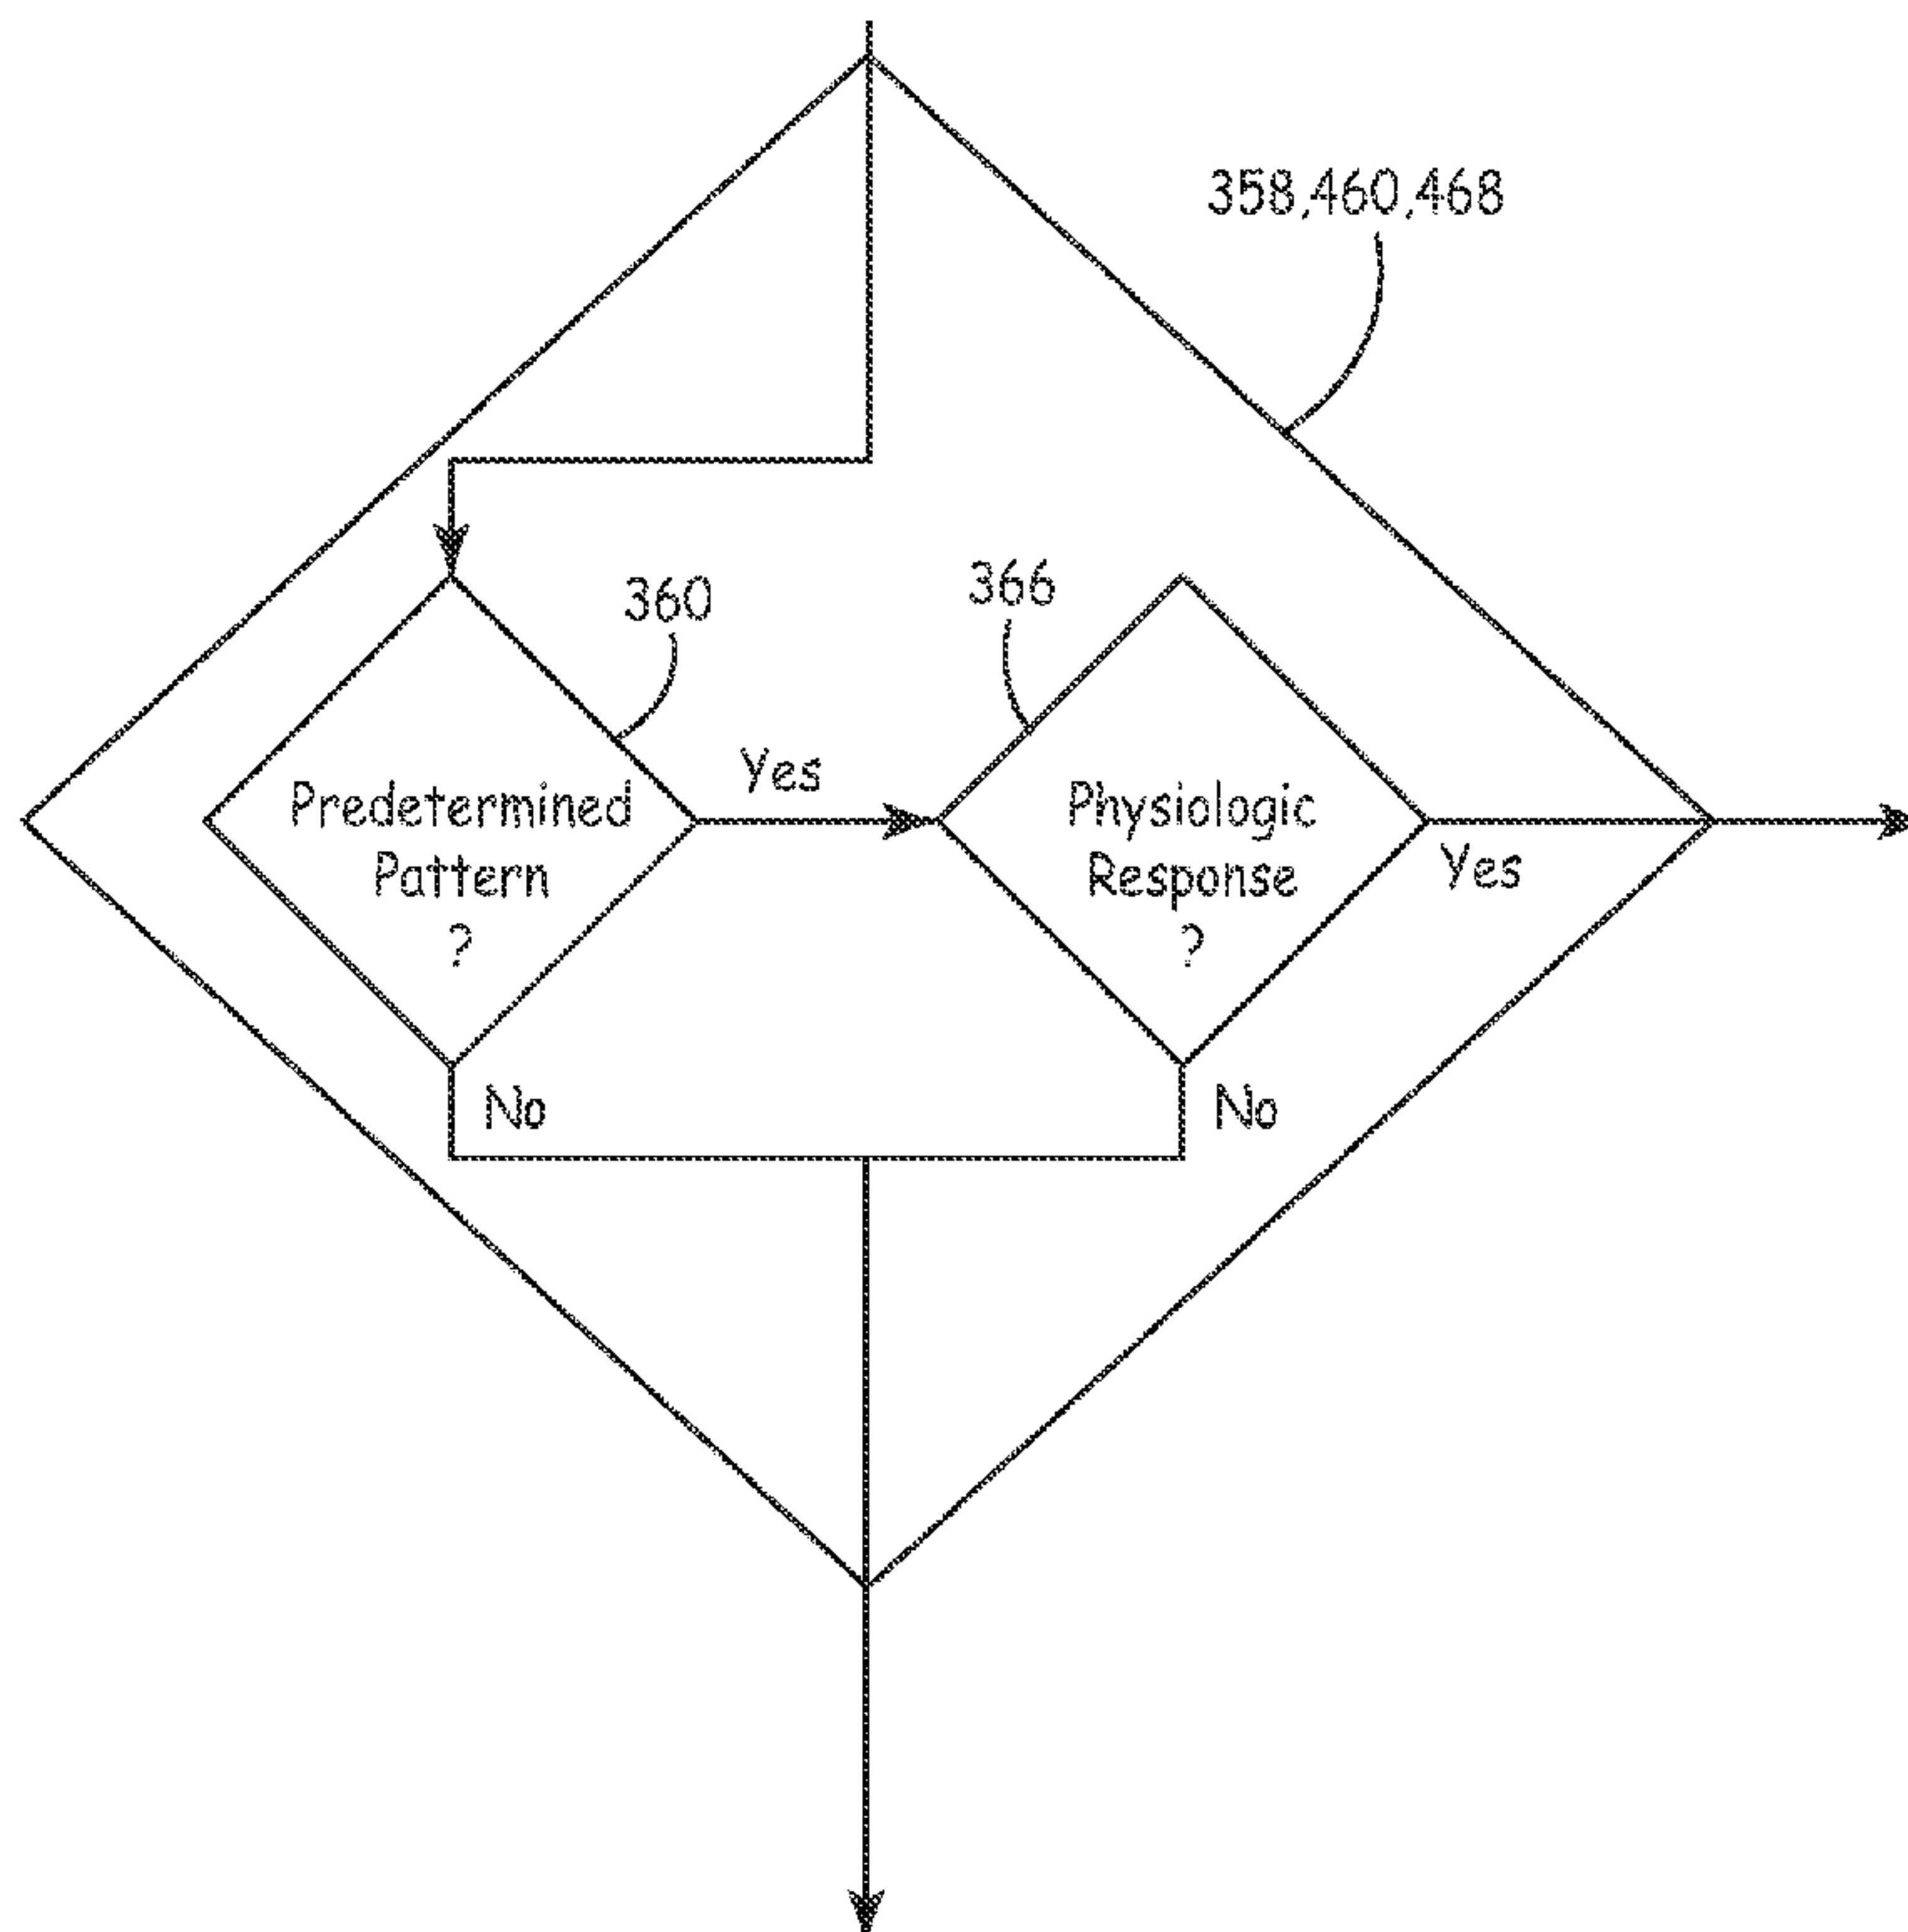 358,460,468
360
366
Yes
Predetermined
Pattern
?
Physiologic
Response
?
Yes
No
No